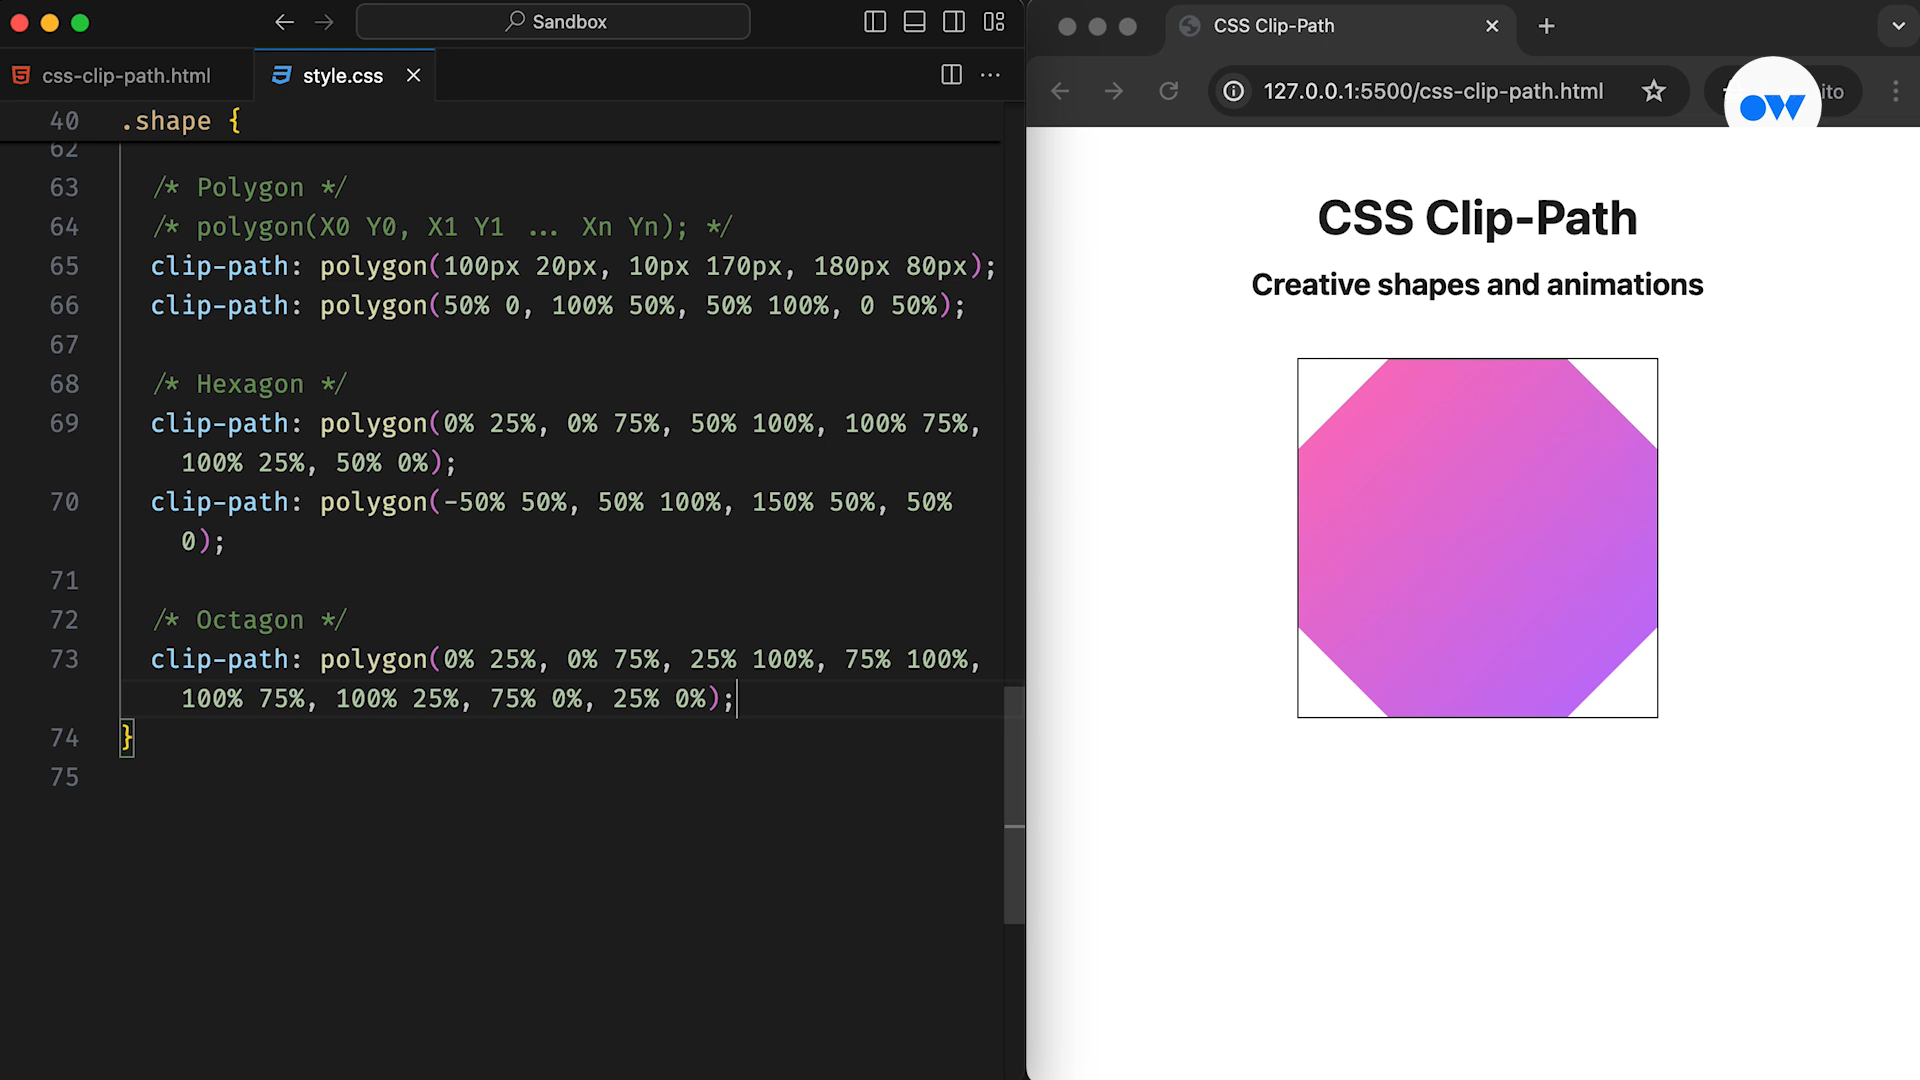 Sandbox
css-clip-path.html
style.css
40 .shape {
62
63 /* Polygon */
64 /* polygon(X0 Y0, X1 Y1 ... Xn Yn); */
65 clip-path: polygon(100px 20px, 10px 170px, 180px 80px);
66 clip-path: polygon(50% 0, 100% 50%, 50% 100%, 0 50%);
67
68 /* Hexagon */
69 clip-path: polygon(0% 25%, 0% 75%, 50% 100%, 100% 75%,
100% 25%, 50% 0%);
70 clip-path: polygon(-50% 50%, 50% 100%, 150% 50%, 50%
0);
71
72 /* Octagon */
73 clip-path: polygon(0% 25%, 0% 75%, 25% 100%, 75% 100%,
100% 75%, 100% 25%, 75% 0%, 25% 0%);
74 }
75
CSS Clip-Path
127.0.0.1:5500/css-clip-path.html
ito
OW
CSS Clip-Path
Creative shapes and animations